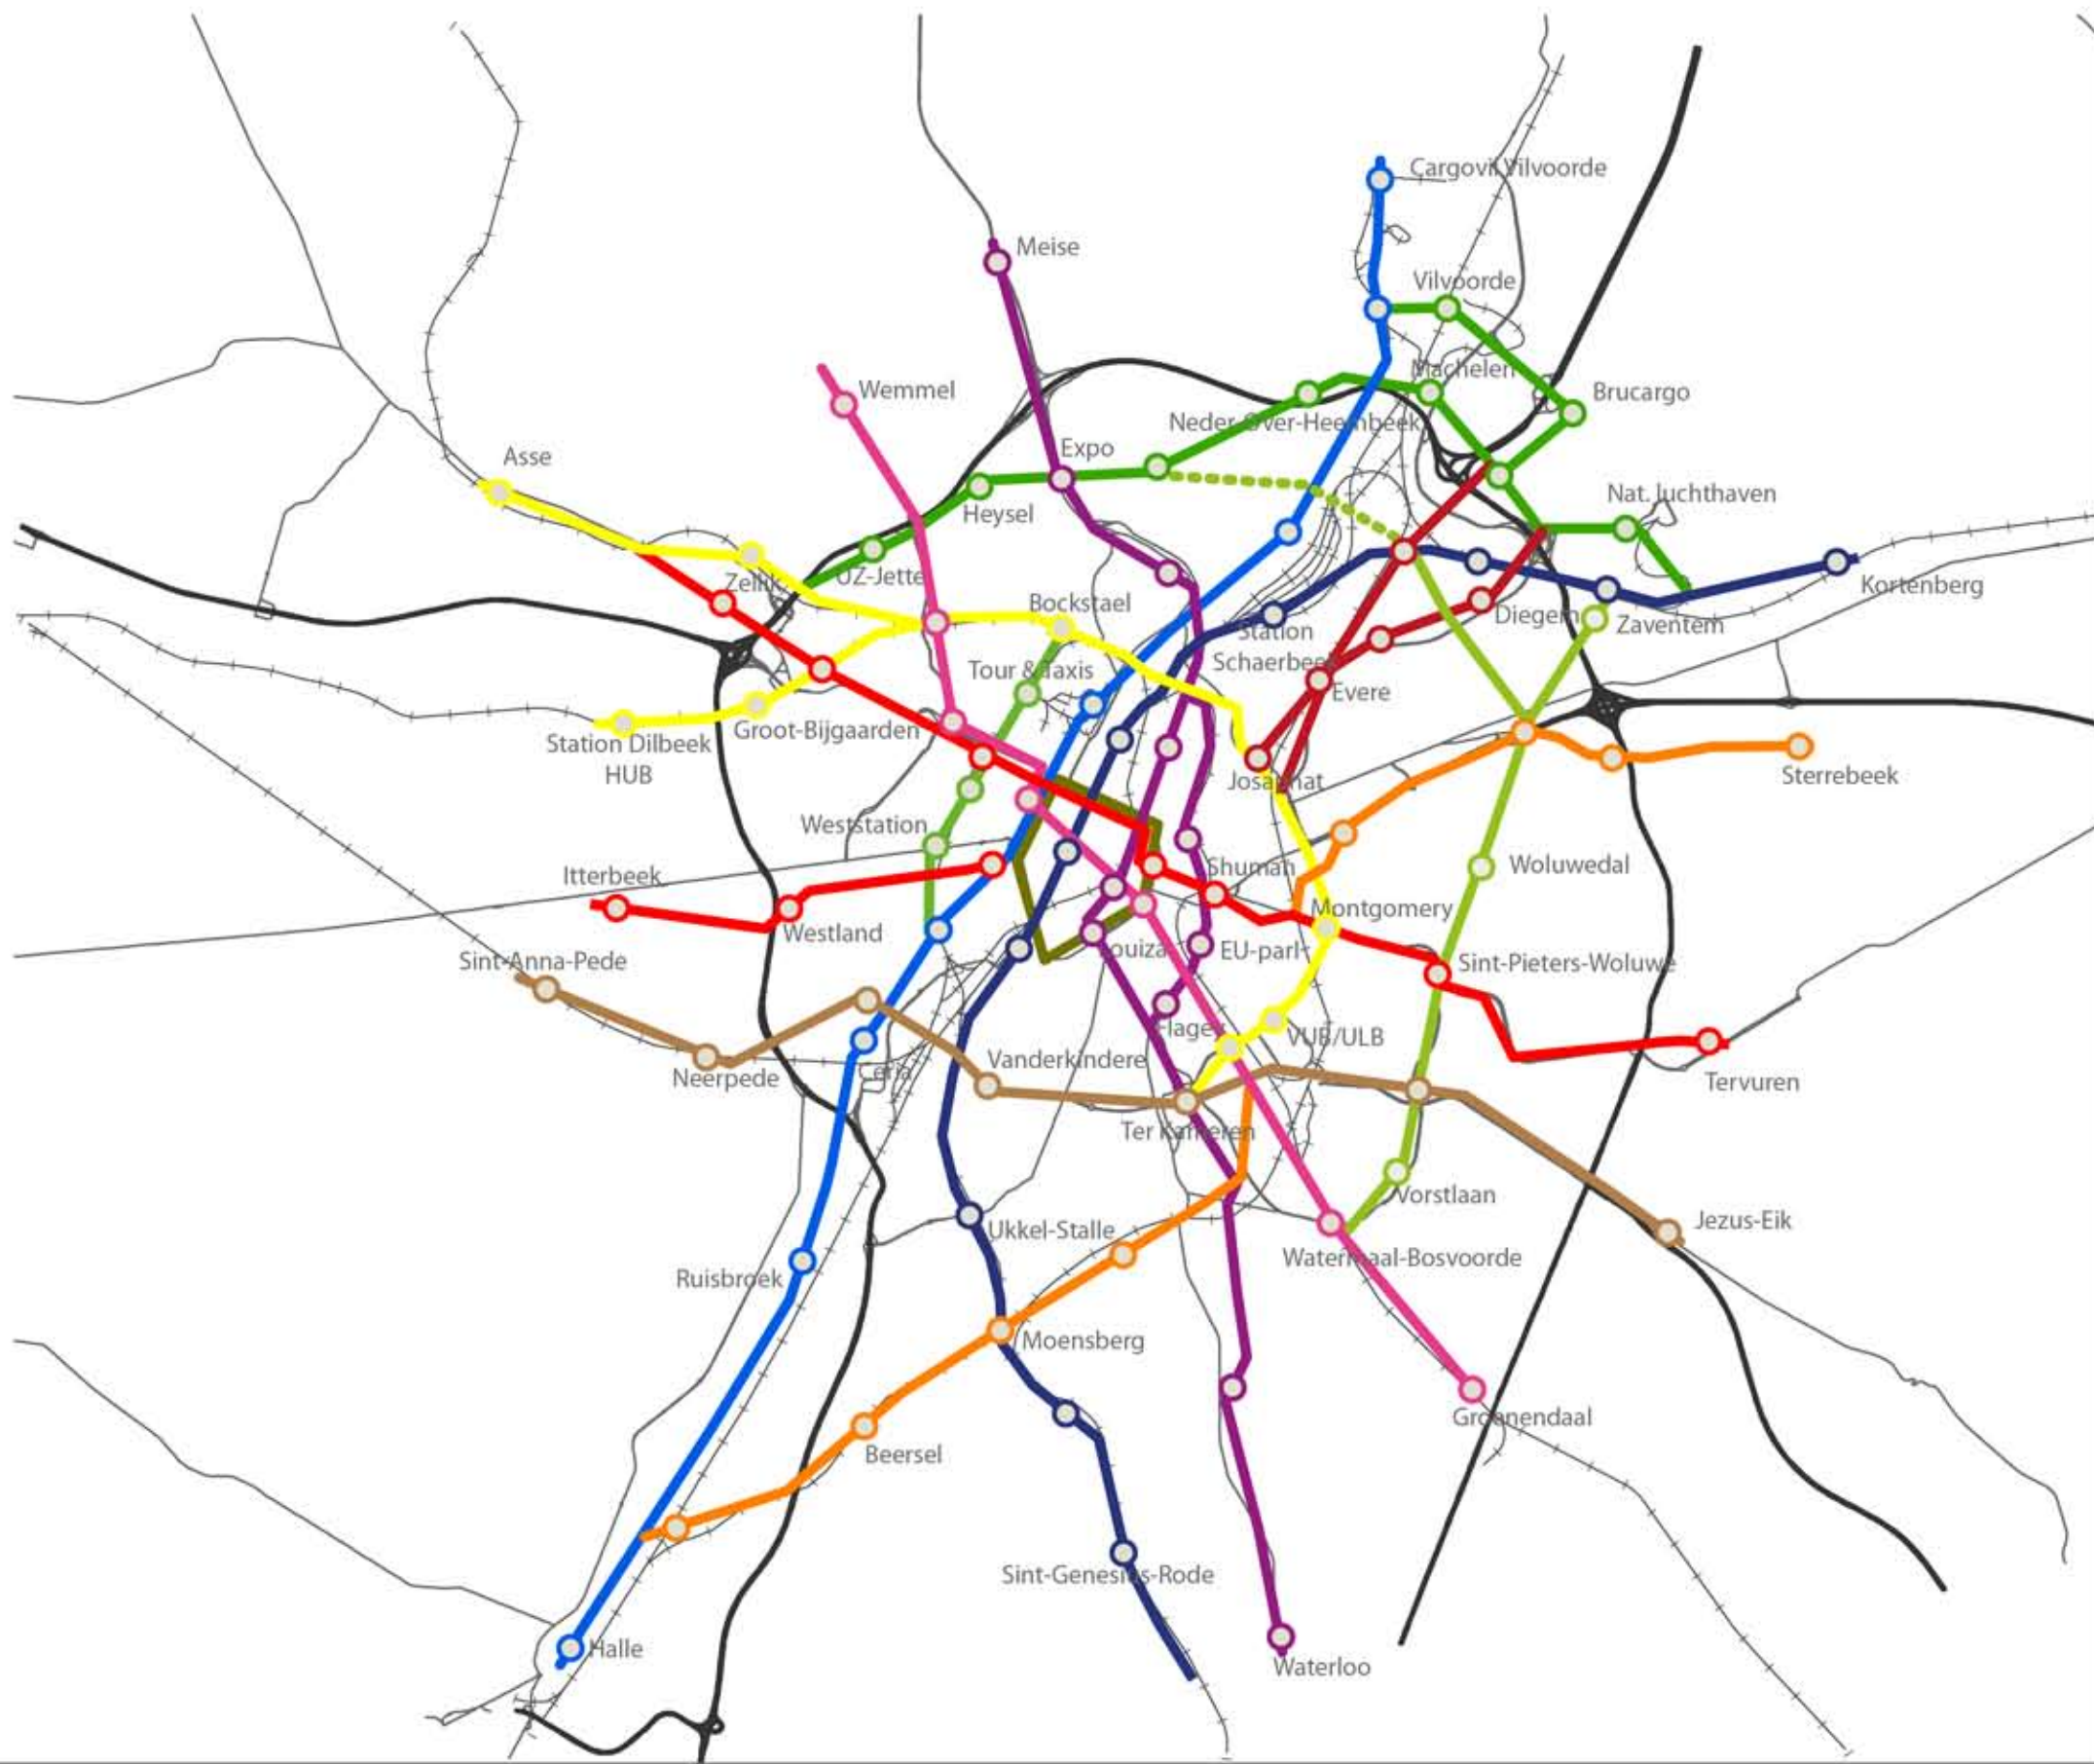 Cargovil Vilvoorde
Meise
Vilvoorde
Machelen
Brucargo
Wemmel
Neder-Over-Heembeek
Expo
Asse
Nat. luchthaven
Heysel
Zellik
UZ-Jette
Kortenberg
Bockstael
Diegem
Zaventem
Station
Schaerbeek
Tour & Taxis
Evere
Groot-Bijgaarden
Station Dilbeek
HUB
Josaphat
Sterrebeek
Weststation
Shuman
Woluwedal
Itterbeek
Montgomery
Westland
Louiza
EU-parl
Sint-Anna-Pede
Sint-Pieters-Woluwe
Flagey
VUB/ULB
Vanderkindere
Neerpede
Ceria
Tervuren
Ter Kameren
Vorstlaan
Jezus-Eik
Ukkel-Stalle
Watermaal-Bosvoorde
Ruisbroek
Moensberg
Groenendaal
Beersel
Sint-Genesius-Rode
Halle
Waterloo